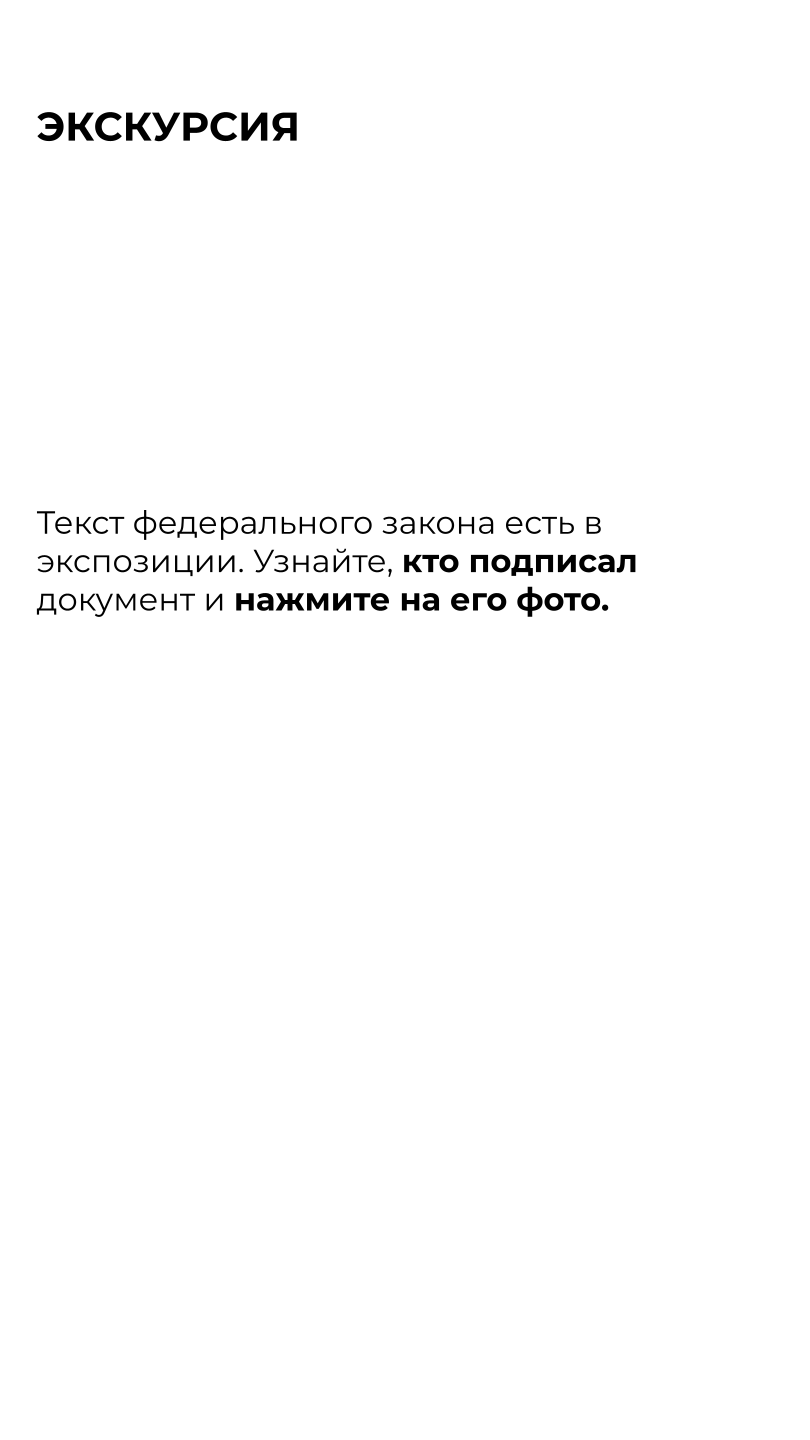 ЭКСКУРСИЯ
Текст федерального закона есть в
экспозиции. Узнайте, кто подписал
документ и нажмите на его фото.